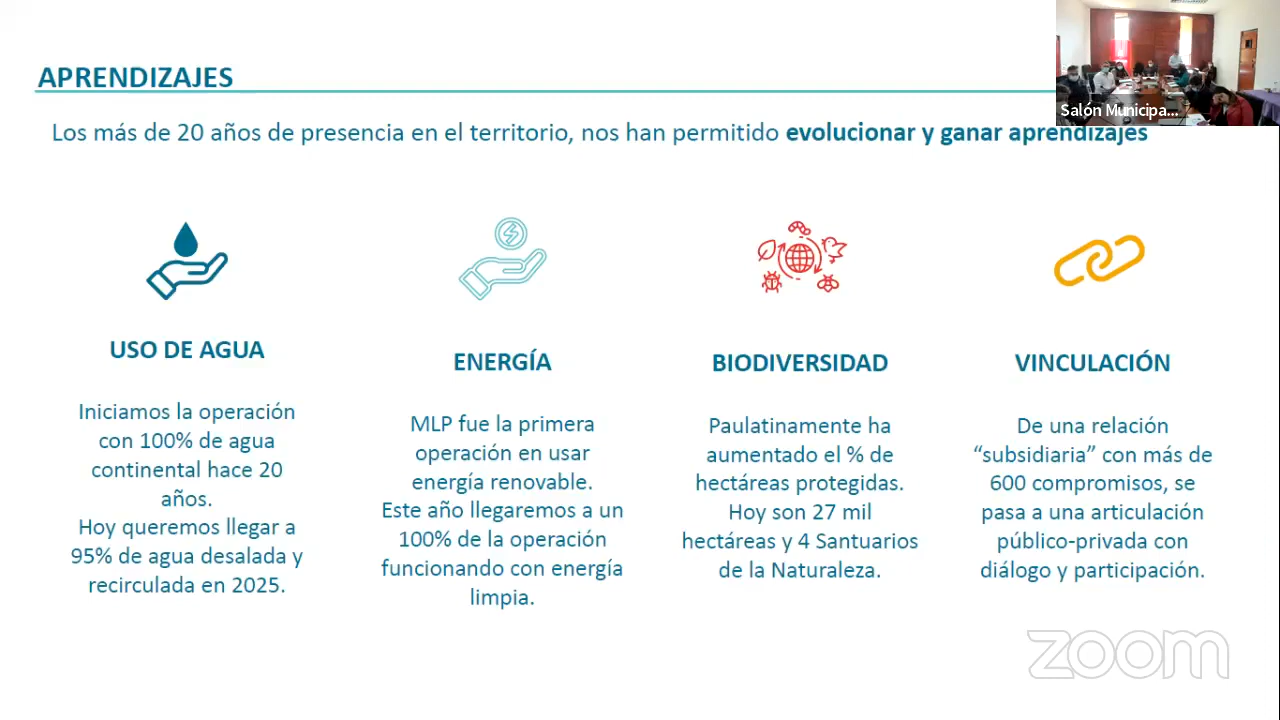 APRENDIZAJES
Salón Municipa...
Los más de 20 años de presencia en el territorio, nos han permitido evolucionar y ganar aprendizajes
USO DE AGUA
Iniciamos la operación
con 100% de agua
continental hace 20
años.
Hoy queremos llegar a
95% de agua desalada y
recirculada en 2025.
ENERGÍA
MLP fue la primera
operación en usar
energía renovable.
Este año llegaremos a un
100% de la operación
funcionando con energía
limpia.
BIODIVERSIDAD
Paulatinamente ha
aumentado el % de
hectáreas protegidas.
Hoy son 27 mil
hectáreas y 4 Santuarios
de la Naturaleza.
VINCULACIÓN
De una relación
“subsidiaria” con más de
600 compromisos, se
pasa a una articulación
público-privada con
diálogo y participación.
zoom